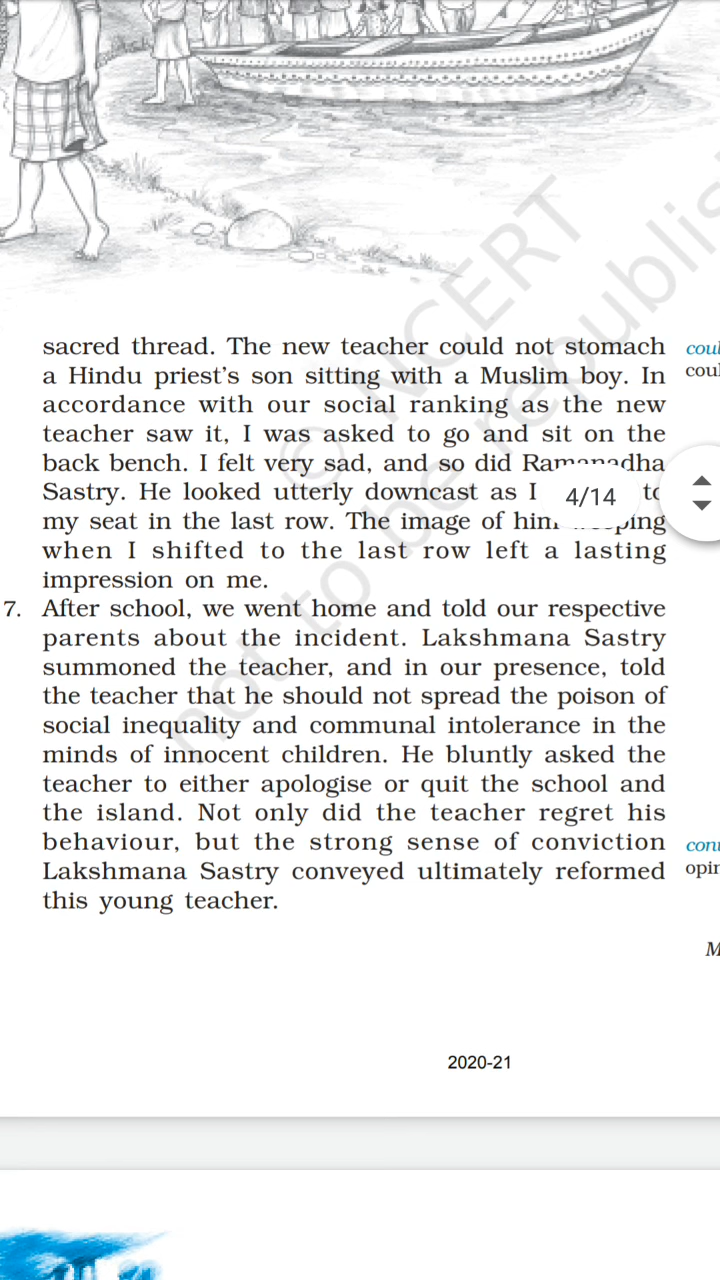 sacred thread. The new teacher could not stomach
a Hindu priest's son sitting with a Muslim boy. In
accordance with our social ranking as the new
teacher saw it, I was asked to go and sit on the
back bench. I felt very sad, and so did Ramanadha
Sastry. He looked utterly downcast as I to
my seat in the last row. The image of him
when I shifted to the last row left a lasting
impression on me.
7. After school, we went home and told our respective
parents about the incident. Lakshmana Sastry
summoned the teacher, and in our presence, told
the teacher that he should not spread the poison of
social inequality and communal intolerance in the
minds of innocent children. He bluntly asked the
teacher to either apologise or quit the school and
the island. Not only did the teacher regret his
behaviour, but the strong sense of conviction
Lakshmana Sastry conveyed ultimately reformed
this young teacher.
4/14
© NCERT
not to be republis
M
2020-21